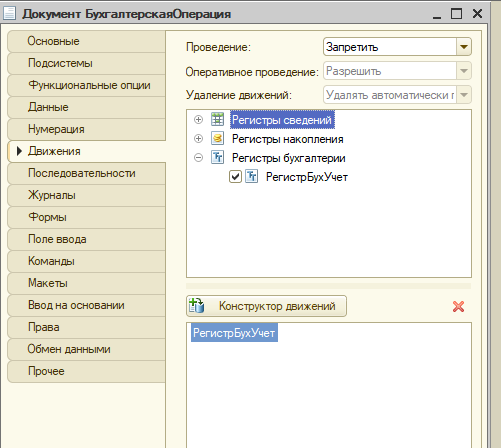 Документ БухгалтерскаяОперация
Основные
Подсистемы
Функциональные опции
Данные
Нумерация
Движения
Последовательности
Журналы
Формы
Поле ввода
Команды
Макеты
Ввод на основании
Права
Обмен данными
Прочее
Проведение: Запретить
Оперативное проведение: Разрешить
Удаление движений: Удалять автоматически г
Регистры сведений
Регистры накопления
Регистры бухгалтерии
РегистрБухУчет
Конструктор движений
РегистрБухУчет